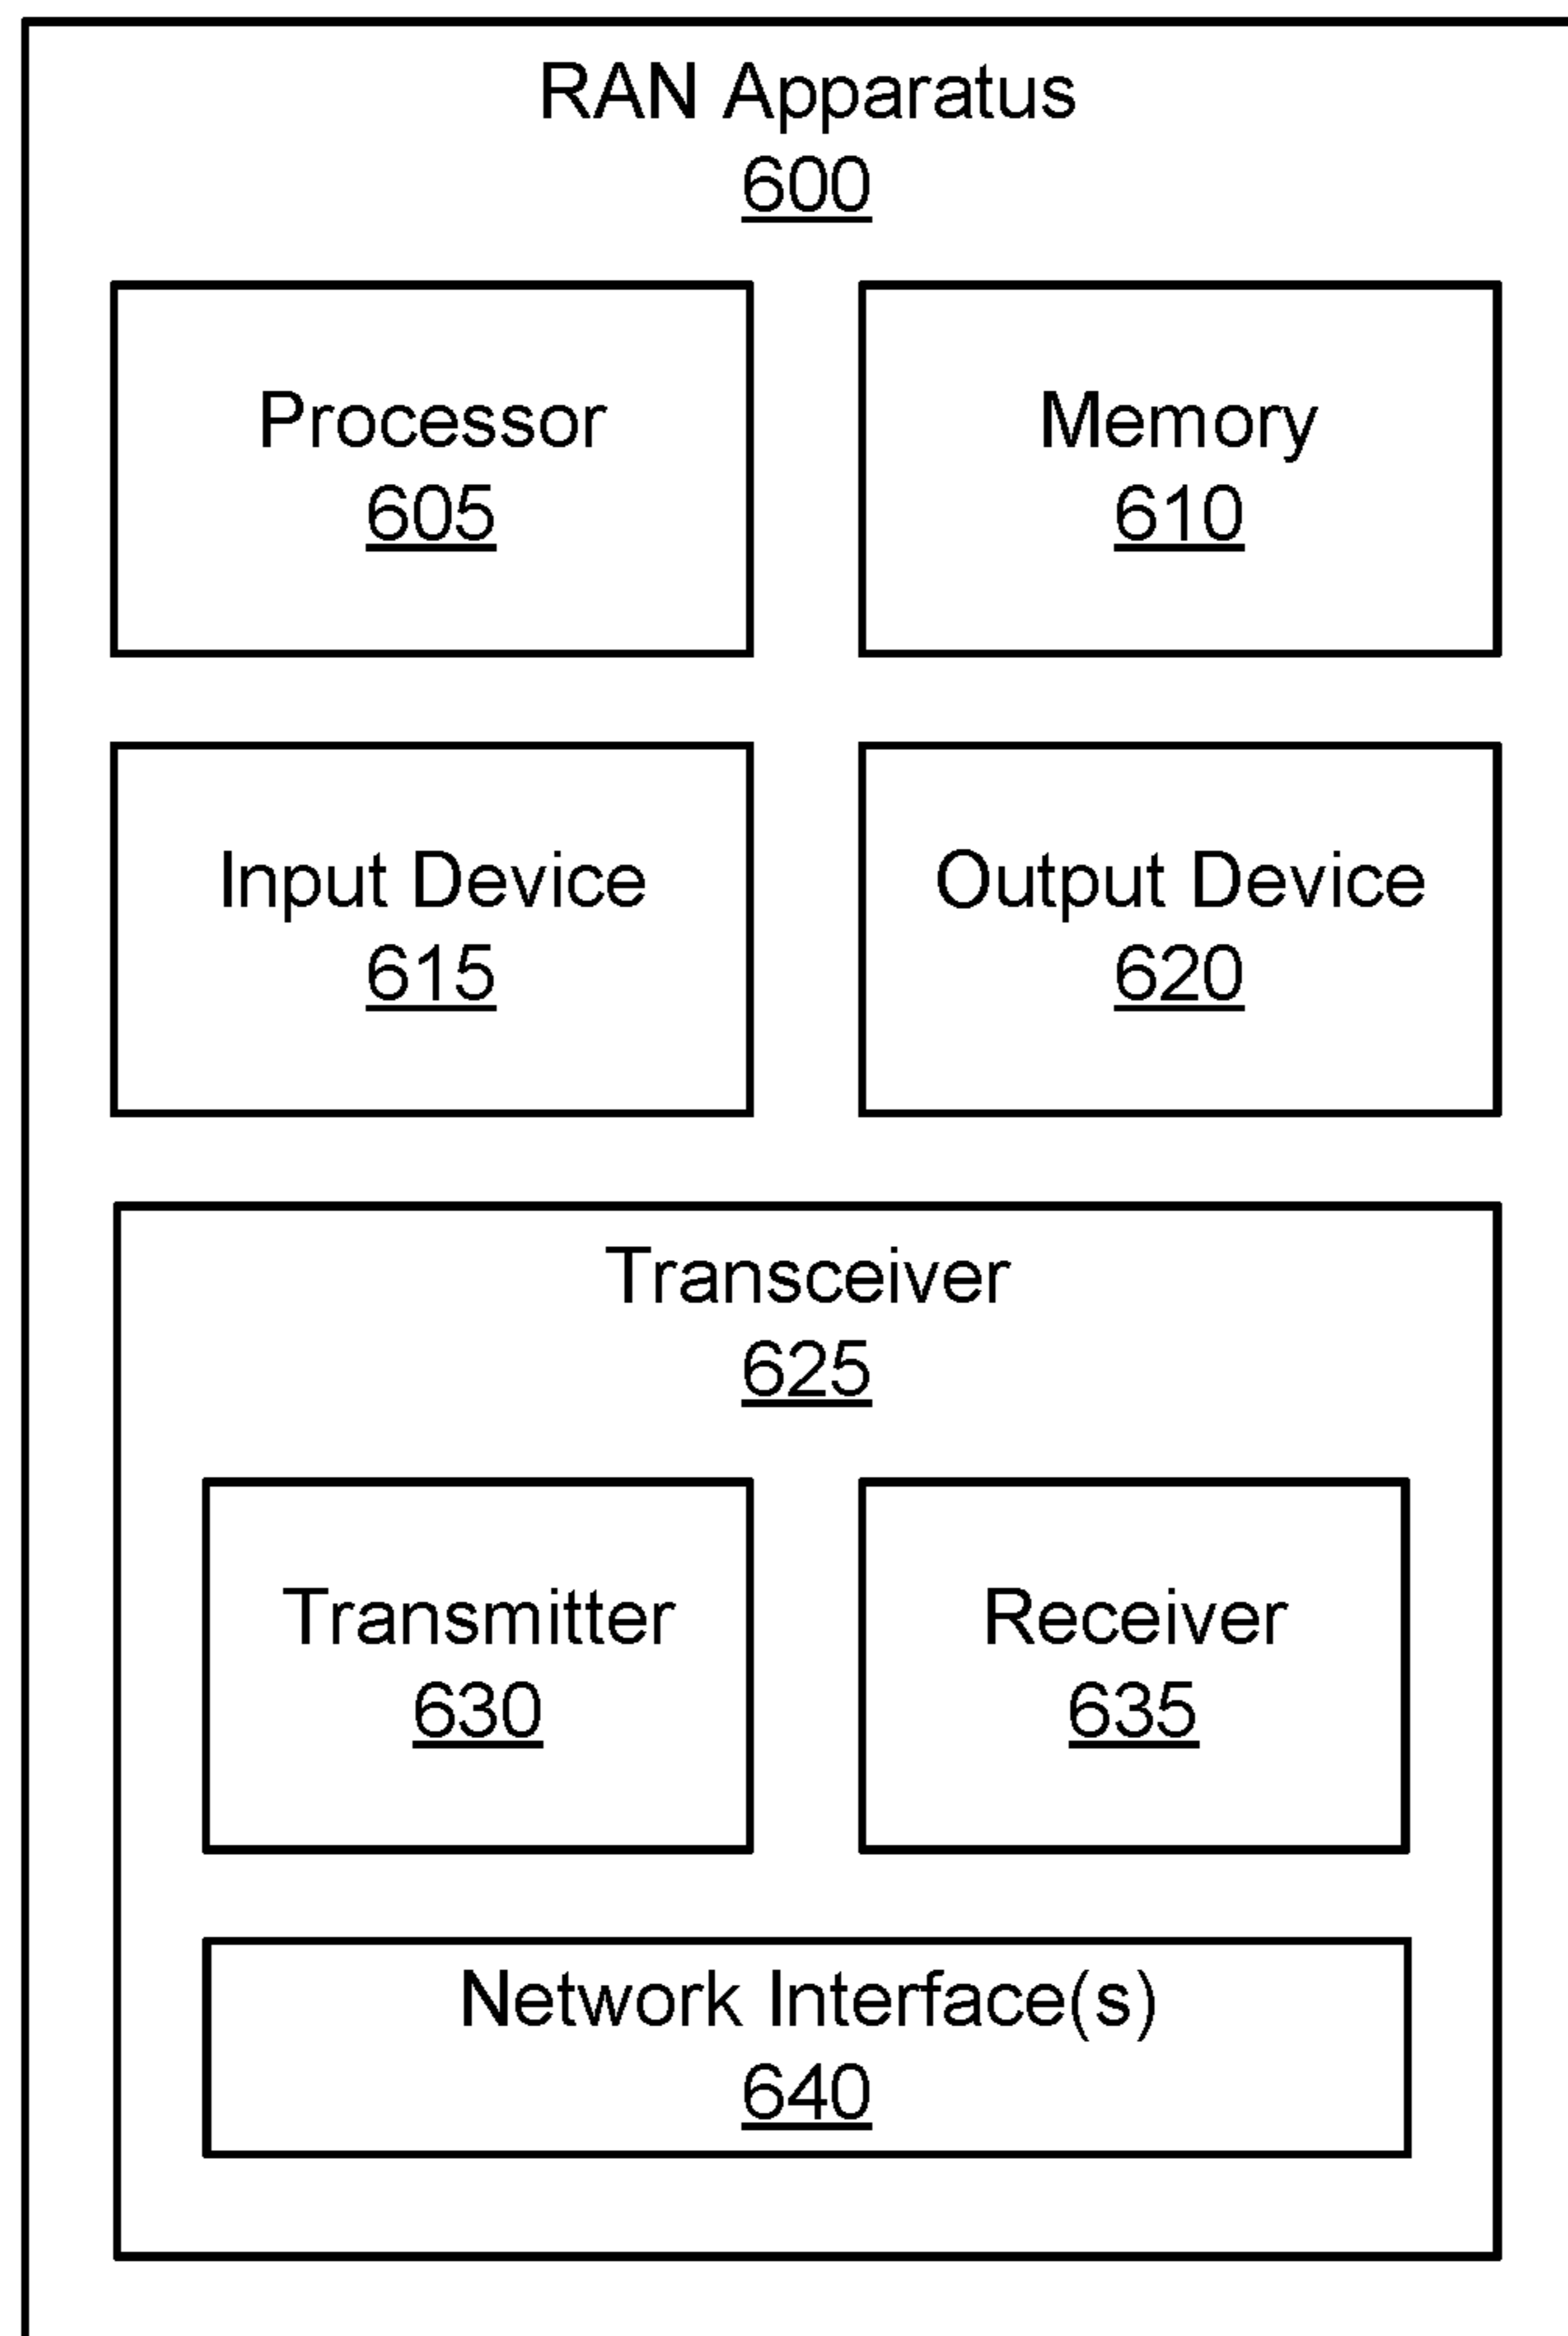 RAN Apparatus
600
Processor
605
Memory
610
Input Device
615
Output Device
620
Transceiver
625
Transmitter
630
Receiver
635
Network Interface(s)
640